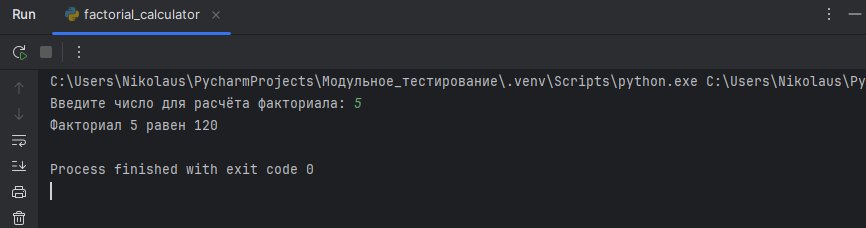 Run factorial_calculator
C:\Users\Nikolaus\PycharmProjects\Модульное_тестирование\.venv\Scripts\python.exe C:\Users\Nikolaus\Py
Введите число для расчёта факториала: 5
Факториал 5 равен 120
Process finished with exit code 0